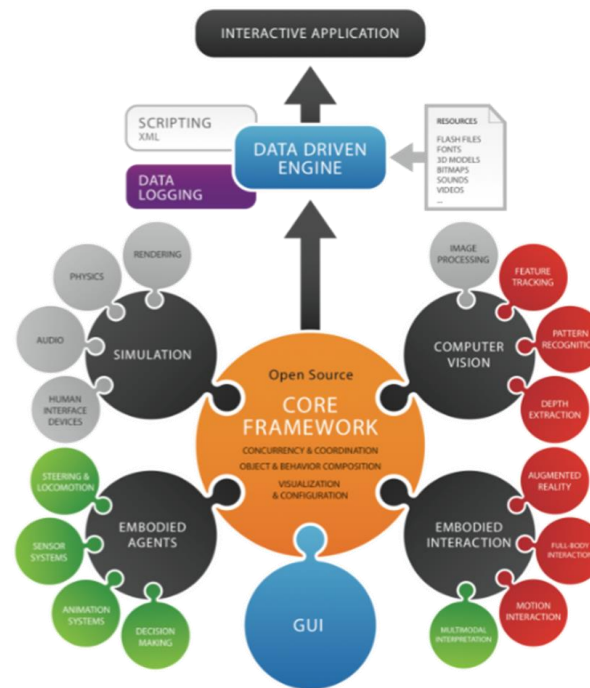 INTERACTIVE APPLICATION
SCRIPTING
XML
DATA
LOGGING
DATA DRIVEN
ENGINE
RESOURCES
FLASH FILES
FONTS
3D MODELS
BITMAPS
SOUNDS
VIDEOS
...
RENDERING
PHYSICS
AUDIO
HUMAN
INTERFACE
DEVICES
SIMULATION
IMAGE
PROCESSING
FEATURE
TRACKING
PATTERN
RECOGNITIO
DEPTH
EXTRACTION
COMPUTER
VISION
Open Source
CORE
FRAMEWORK
CONCURRENCY & COORDINATION
OBJECT & BEHAVIOR COMPOSITION
VISUALIZATION
& CONFIGURATION
STEERING &
LOCOMOTION
SENSOR
SYSTEMS
ANIMATION
SYSTEMS
DECISION
MAKING
EMBODIED
AGENTS
AUGMENTED
REALITY
FULL-BODY
INTERACTION
MOTION
INTERACTION
MULTIMODAL
INTERPRETATION
EMBODIED
INTERACTION
GUI